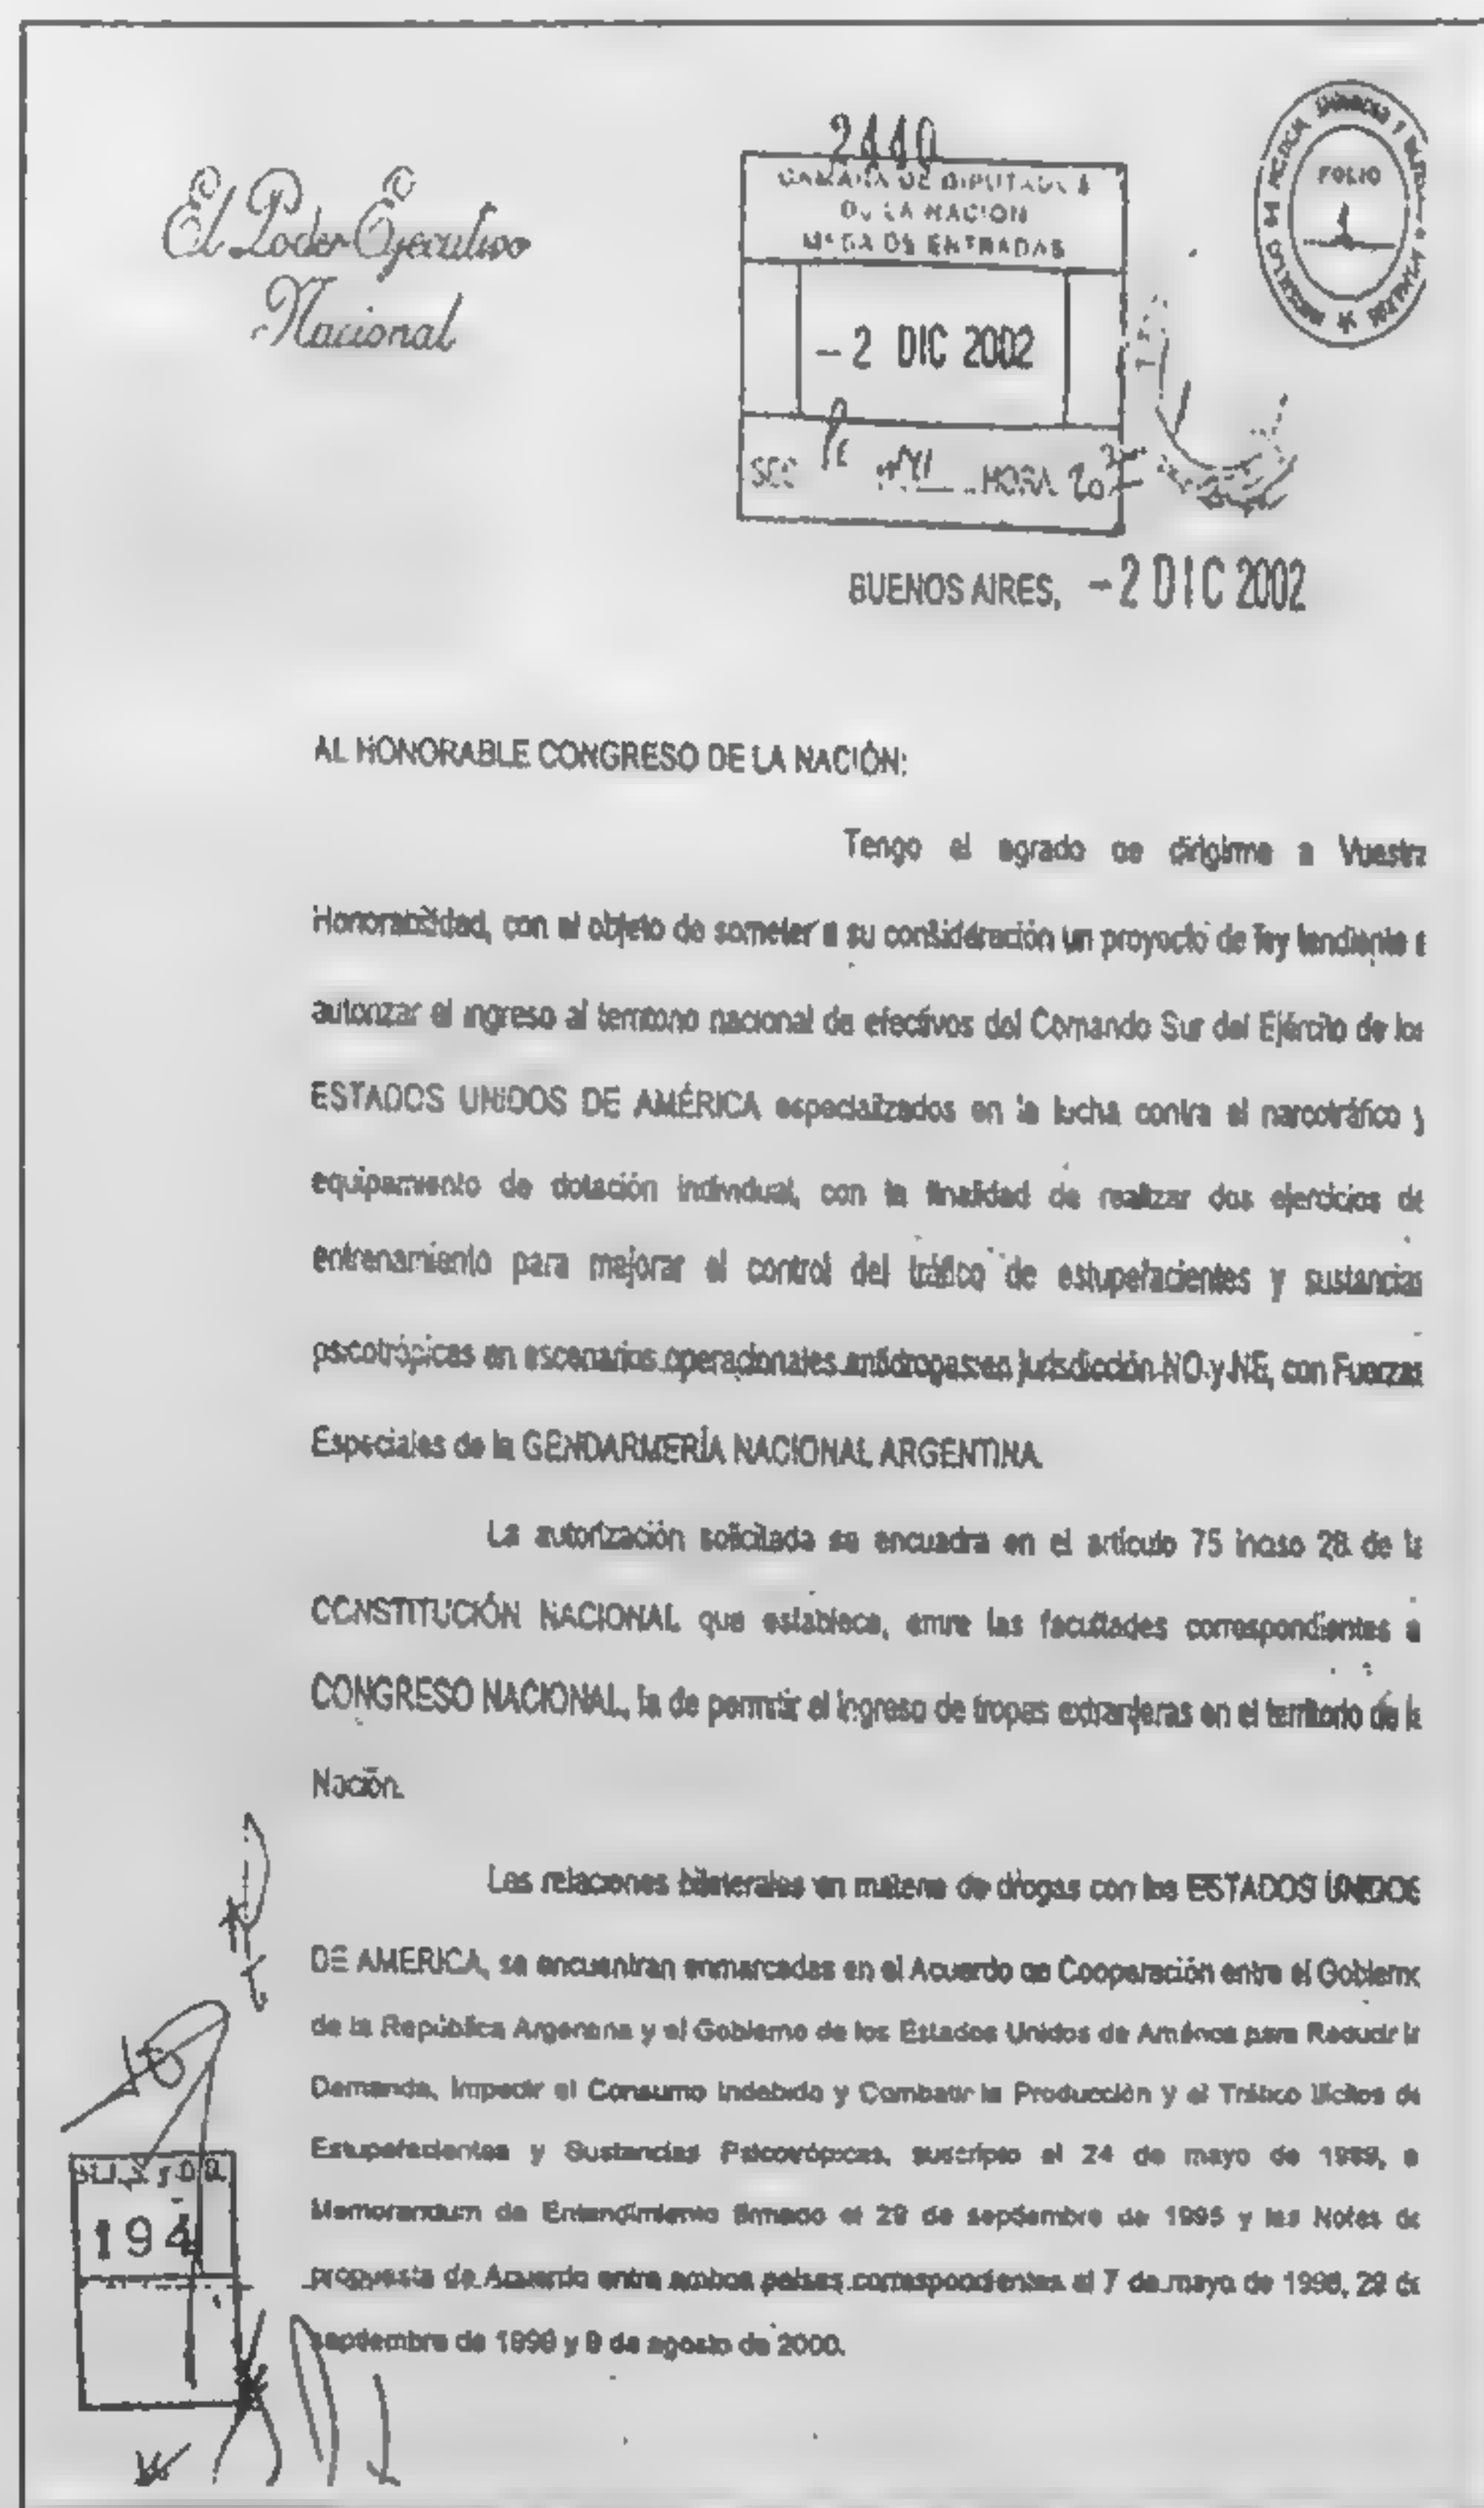 2440
El Poder Ejecutivo
Nacional
CAMARA DE DIPUTADOS
DE LA NACION
MESA DE ENTRADAS
FOLIO
1
- 2 DIC 2002
SEC PE HORA 20
BUENOS AIRES, - 2 DIC 2002
AL HONORABLE CONGRESO DE LA NACIÓN:
Tengo el agrado de dirigirme a Vuestra
Honorabilidad, con el objeto de someter a su consideración un proyecto de ley tendiente a
autorizar el ingreso al territorio nacional de efectivos del Comando Sur del Ejército de los
ESTADOS UNIDOS DE AMÉRICA especializados en la lucha contra el narcotráfico y
equipamiento de dotación individual, con la finalidad de realizar dos ejercicios de
entrenamiento para mejorar el control del tráfico de estupefacientes y sustancias
psicotrópicas en escenarios operacionales antidrogas en jurisdicción NO y NE, con Fuerzas
Especiales de la GENDARMERÍA NACIONAL ARGENTINA.
La autorización solicitada se encuadra en el artículo 75 inciso 28 de la
CONSTITUCIÓN NACIONAL que establece, entre las facultades correspondientes a
CONGRESO NACIONAL, la de permitir el ingreso de tropas extranjeras en el territorio de la
Nación.
Las relaciones bilaterales en materia de drogas con los ESTADOS UNIDOS
DE AMERICA, se encuentran enmarcadas en el Acuerdo de Cooperación entre el Gobierno
de la República Argentina y el Gobierno de los Estados Unidos de América para Reducir la
Demanda, Impedir el Consumo Indebido y Combatir la Producción y el Tráfico Ilícitos de
Estupefacientes y Sustancias Psicotrópicas, suscripto el 24 de mayo de 1989, e
Memorandum de Entendimiento firmado el 29 de septiembre de 1995 y las Notas de
propuesta de Acuerdo entre ambos países correspondientes al 7 de mayo de 1998, 29 de
septiembre de 1999 y 9 de agosto de 2000.
194